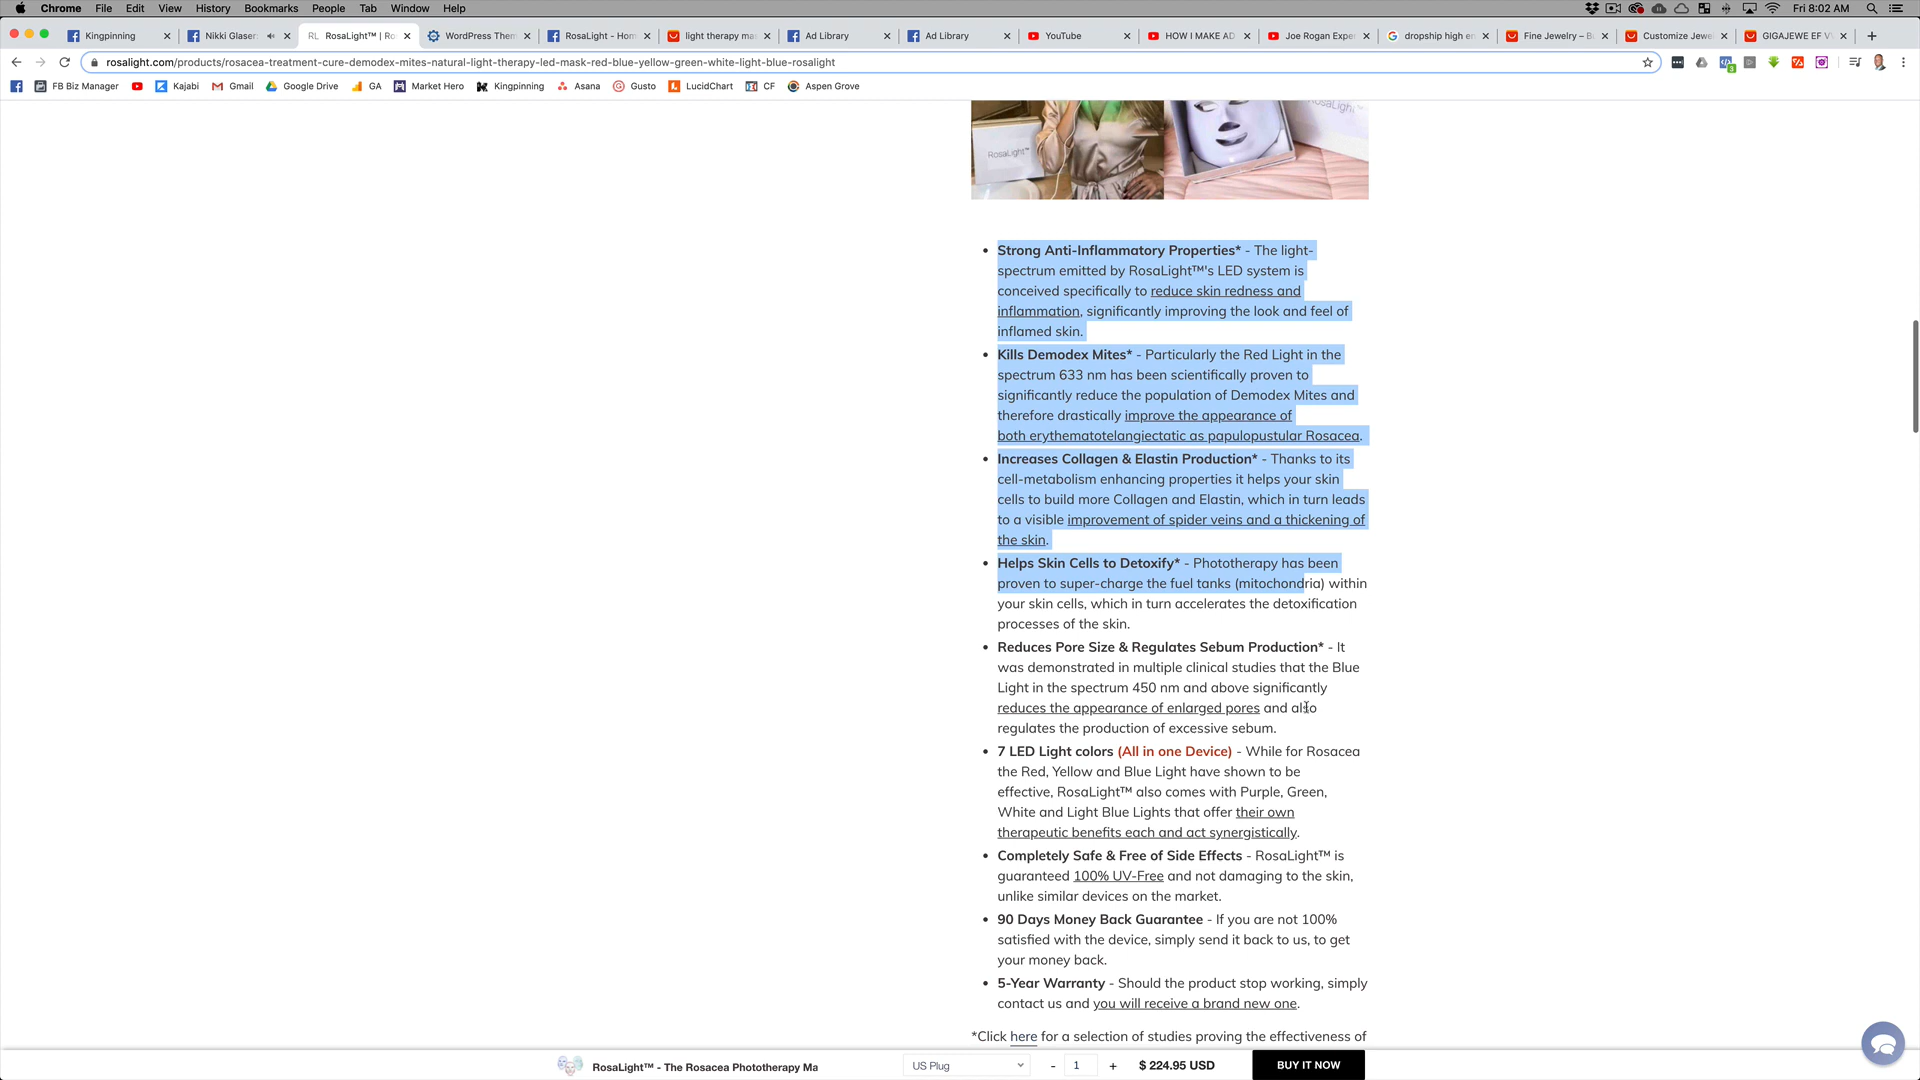 Chrome File Edit View History Bookmarks People Tab Window Help Fri 8:02 AM
Kingpinning Nikki Glaser: RL RosaLight™ | Ro WordPress Them RosaLight - Hom light therapy ma Ad Library Ad Library YouTube HOW I MAKE AD Joe Rogan Exper dropship high en Fine Jewelry – B Customize Jewel GIGAJEWE EF V
rosalight.com/products/rosacea-treatment-cure-demodex-mites-natural-light-therapy-led-mask-red-blue-yellow-green-white-light-blue-rosalight
FB Biz Manager Kajabi Gmail Google Drive GA Market Hero Kingpinning Asana Gusto LucidChart CF Aspen Grove
RosaLight™
RosaLight
• Strong Anti-Inflammatory Properties* - The light-
spectrum emitted by RosaLight™'s LED system is
conceived specifically to reduce skin redness and
inflammation, significantly improving the look and feel of
inflamed skin.
• Kills Demodex Mites* - Particularly the Red Light in the
spectrum 633 nm has been scientifically proven to
significantly reduce the population of Demodex Mites and
therefore drastically improve the appearance of
both erythematotelangiectatic as papulopustular Rosacea.
• Increases Collagen & Elastin Production* - Thanks to its
cell-metabolism enhancing properties it helps your skin
cells to build more Collagen and Elastin, which in turn leads
to a visible improvement of spider veins and a thickening of
the skin.
• Helps Skin Cells to Detoxify* - Phototherapy has been
proven to super-charge the fuel tanks (mitochondria) within
your skin cells, which in turn accelerates the detoxification
processes of the skin.
• Reduces Pore Size & Regulates Sebum Production* - It
was demonstrated in multiple clinical studies that the Blue
Light in the spectrum 450 nm and above significantly
reduces the appearance of enlarged pores and also
regulates the production of excessive sebum.
• 7 LED Light colors (All in one Device) - While for Rosacea
the Red, Yellow and Blue Light have shown to be
effective, RosaLight™ also comes with Purple, Green,
White and Light Blue Lights that offer their own
therapeutic benefits each and act synergistically.
• Completely Safe & Free of Side Effects - RosaLight™ is
guaranteed 100% UV-Free and not damaging to the skin,
unlike similar devices on the market.
• 90 Days Money Back Guarantee - If you are not 100%
satisfied with the device, simply send it back to us, to get
your money back.
• 5-Year Warranty - Should the product stop working, simply
contact us and you will receive a brand new one.
*Click here for a selection of studies proving the effectiveness of
RosaLight™ - The Rosacea Phototherapy Ma US Plug - 1 + $ 224.95 USD BUY IT NOW